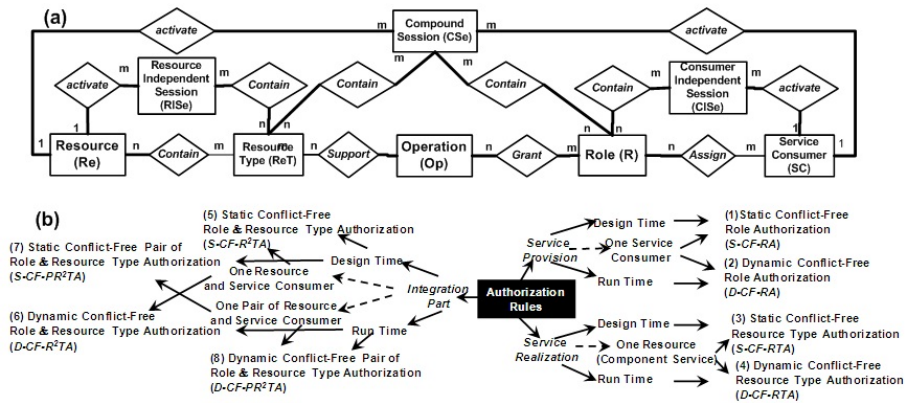 (a)
Compound
Session (CSe)
activate
m
m
activate
n
n
m
m
Resource
Independent
Session
(RISe)
activate
m
m
Contain
Contain
Contain
Contain
m
m
Consumer
Independent
Session
(CISe)
activate
1
1
n
n
n
n
1
1
Resource
(Re)
n
Contain
m
Resource
Type (ReT)
n
Support
m
Operation
(Op)
n
Grant
m
Role (R)
n
Assign
m
Service
Consumer
(SC)
(b)
(5) Static Conflict-Free
Role & Resource Type Authorization
(S-CF-R²TA)
(7) Static Conflict-Free Pair of
Role & Resource Type Authorization
(S-CF-PR²TA)
Design Time
One Resource
and Service Consumer
Integration
Part
One Pair of Resource
and Service Consumer
(6) Dynamic Conflict-Free
Role & Resource Type Authorization
(D-CF-R²TA)
Run Time
(8) Dynamic Conflict-Free Pair of
Role & Resource Type Authorization
(D-CF-PR²TA)
Authorization
Rules
Service
Provision
Design Time
One Service
Consumer
Run Time
(1) Static Conflict-Free
Role Authorization
(S-CF-RA)
(2) Dynamic Conflict-Free
Role Authorization
(D-CF-RA)
Service
Realization
Design Time
One Resource
(Component Service)
Run Time
(3) Static Conflict-Free
Resource Type Authorization
(S-CF-RTA)
(4) Dynamic Conflict-Free
Resource Type Authorization
(D-CF-RTA)